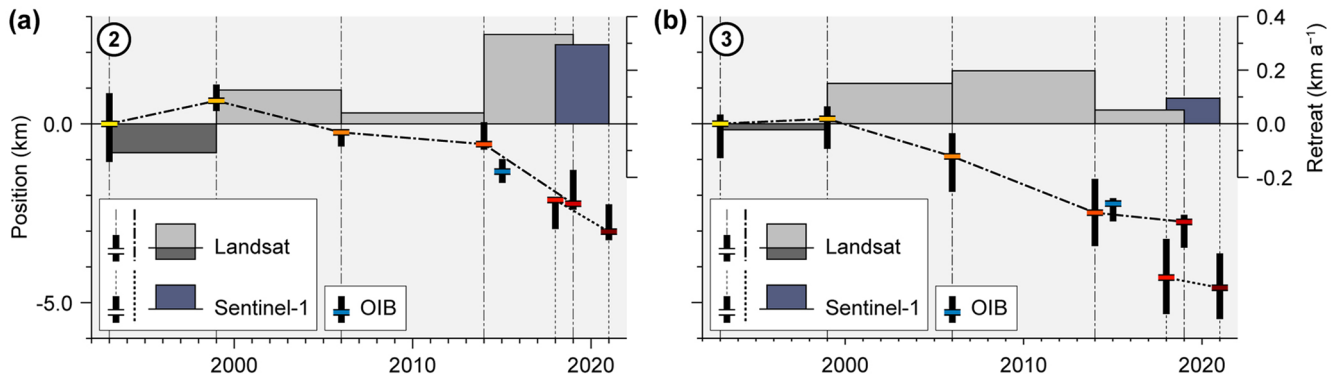 (a)
2
Position (km)
0.0
-5.0
Landsat
Sentinel-1
OIB
2000
2010
2020
(b)
3
Landsat
Sentinel-1
OIB
2000
2010
2020
0.4
0.2
0.0
-0.2
Retreat (km a⁻¹)